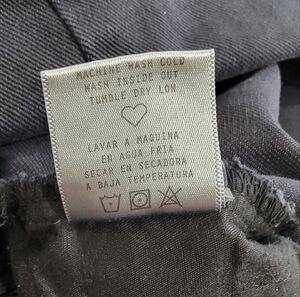 MACHINE WASH COLD
WASH INSIDE OUT
TUMBLE DRY LOW
LAVAR A MAQUINA
EN AGUA FRIA
SECAR EN SECADORA
A BAJA TEMPERATURA